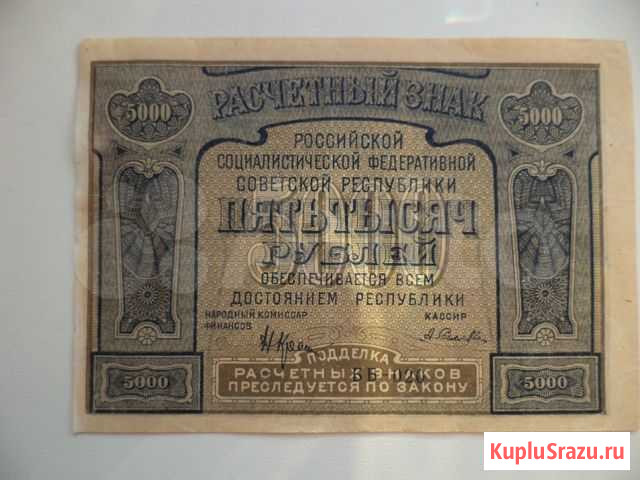 РАСЧЕТНЫЙ ЗНАК
5000
5000
РОССИЙСКОЙ
СОЦИАЛИСТИЧЕСКОЙ ФЕДЕРАТИВНОЙ
СОВЕТСКОЙ РЕСПУБЛИКИ
ПЯТЬ ТЫСЯЧ
РУБЛЕЙ
ОБЕСПЕЧИВАЕТСЯ ВСЕМ
ДОСТОЯНИЕМ РЕСПУБЛИКИ
НАРОДНЫЙ КОМИССАР
ФИНАНСОВ
КАССИР
ПОДДЕЛКА
РАСЧЕТНЫХ ЗНАКОВ
ПРЕСЛЕДУЕТСЯ ПО ЗАКОНУ
5000
5000
KupluSrazu.ru